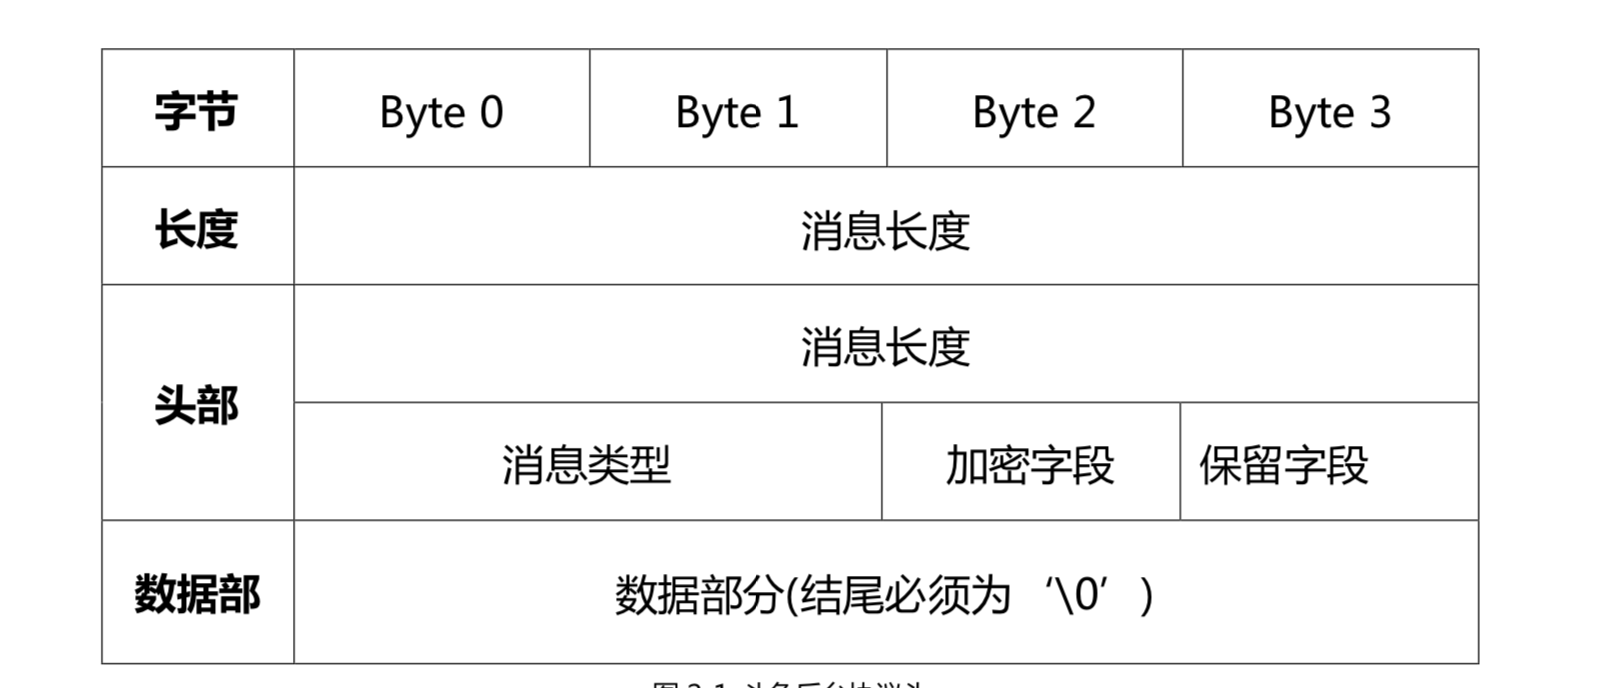 字节 Byte 0 Byte 1 Byte 2 Byte 3
长度 消息长度
消息长度
头部
消息类型 加密字段 保留字段
数据部 数据部分(结尾必须为‘\0’)